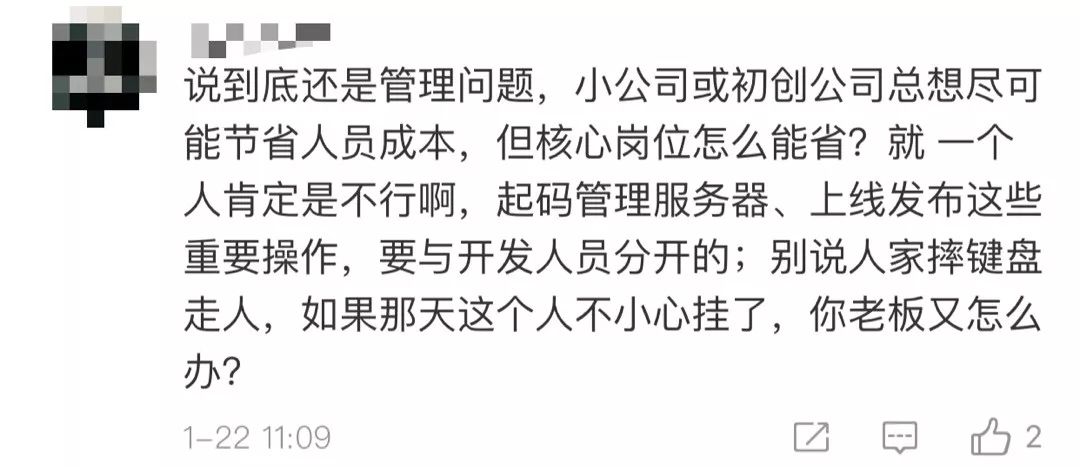 说到底还是管理问题，小公司或初创公司总想尽可
能节省人员成本，但核心岗位怎么能省？就 一个
人肯定是不行啊，起码管理服务器、上线发布这些
重要操作，要与开发人员分开的；别说人家摔键盘
走人，如果那天这个人不小心挂了，你老板又怎么
办？
1-22 11:09
2